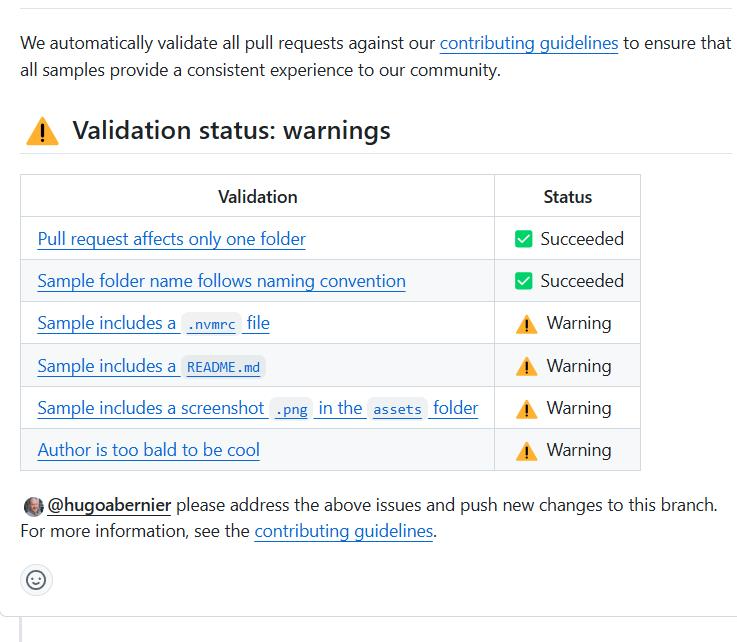 We automatically validate all pull requests against our contributing guidelines to ensure that
all samples provide a consistent experience to our community.
Validation status: warnings
Validation Status
Pull request affects only one folder Succeeded
Sample folder name follows naming convention Succeeded
Sample includes a .nvmrc file Warning
Sample includes a README.md Warning
Sample includes a screenshot .png in the assets folder Warning
Author is too bald to be cool Warning
@hugoabernier please address the above issues and push new changes to this branch.
For more information, see the contributing guidelines.